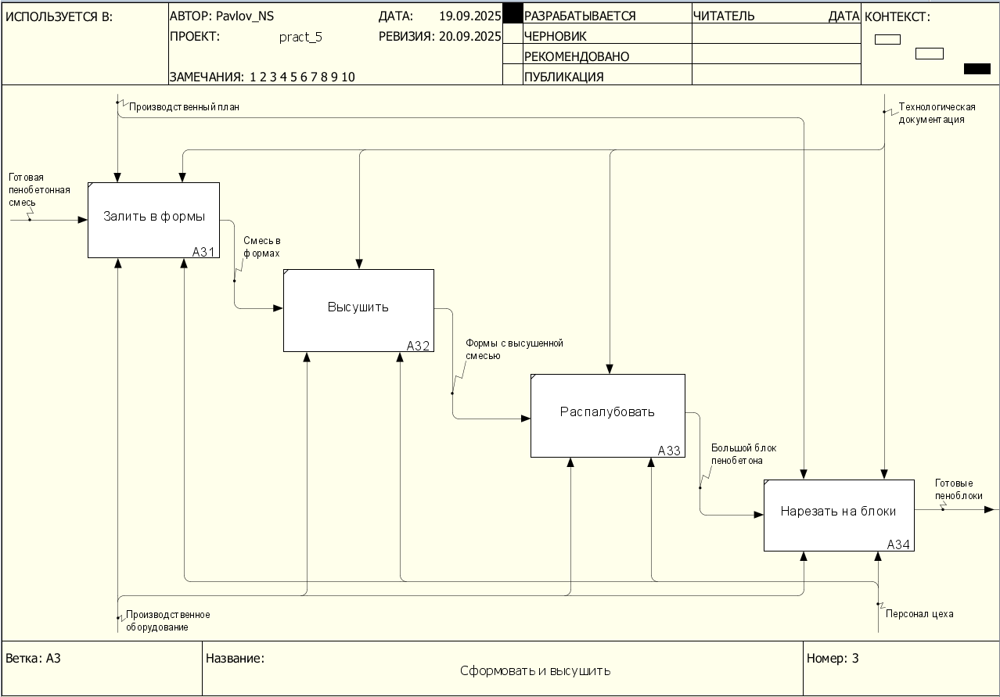 ИСПОЛЬЗУЕТСЯ В:
АВТОР: Pavlov_NS
ДАТА: 19.09.2025
РАЗРАБАТЫВАЕТСЯ
ЧИТАТЕЛЬ
ДАТА
КОНТЕКСТ:
ПРОЕКТ: pract_5
РЕВИЗИЯ: 20.09.2025
ЧЕРНОВИК
РЕКОМЕНДОВАНО
ЗАМЕЧАНИЯ: 1 2 3 4 5 6 7 8 9 10
ПУБЛИКАЦИЯ
Производственный план
Технологическая
документация
Готовая
пенобетонная
смесь
Залить в формы
A31
Смесь в
формах
Высушить
A32
Формы с высушенной
смесью
Распалубовать
A33
Большой блок
пенобетона
Готовые
пеноблоки
Нарезать на блоки
A34
Производственное
оборудование
Персонал цеха
Ветка: A3
Название:
Сформовать и высушить
Номер: 3